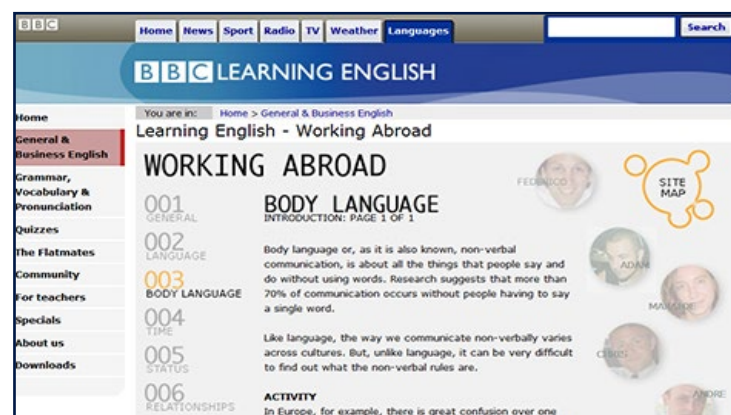 BBC
Home News Sport Radio TV Weather Languages
Search
BBC LEARNING ENGLISH
Home
General &
Business English
Grammar,
Vocabulary &
Pronunciation
Quizzes
The Flatmates
Community
For teachers
Specials
About us
Downloads
You are in: Home > General & Business English
Learning English - Working Abroad
WORKING ABROAD
001
GENERAL
002
LANGUAGE
003
BODY LANGUAGE
004
TIME
005
STATUS
006
RELATIONSHIPS
BODY LANGUAGE
INTRODUCTION: PAGE 1 OF 1
Body language or, as it is also known, non-verbal
communication, is about all the things that people say and
do without using words. Research suggests that more than
70% of communication occurs without people having to say
a single word.
Like language, the way we communicate non-verbally varies
across cultures. But, unlike language, it can be very difficult
to find out what the non-verbal rules are.
ACTIVITY
In Europe, for example, there is great confusion over one
FEDERICO
SITE
MAP
ADAM
CHRIS
ANDRE